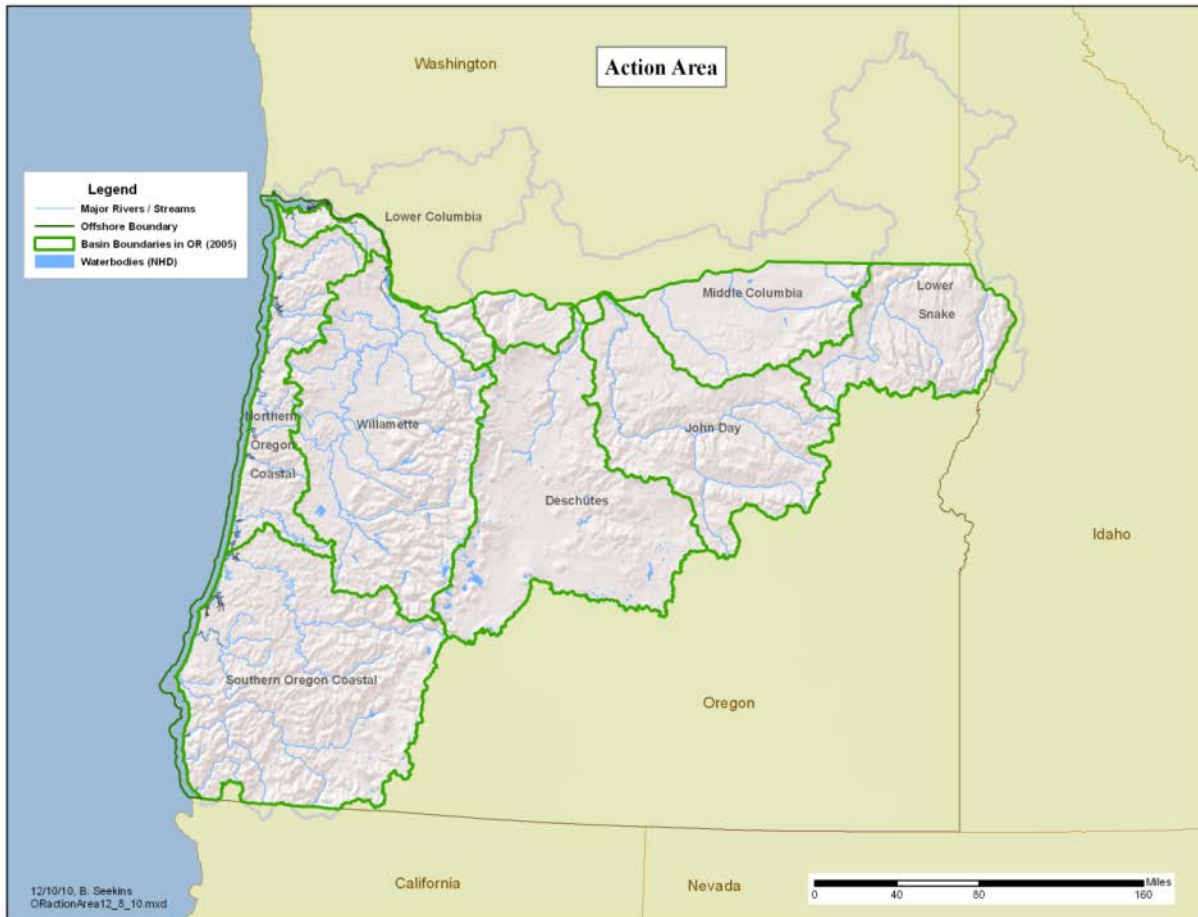 Action Area
Washington
Legend
Major Rivers / Streams
Offshore Boundary
Basin Boundaries in OR (2005)
Waterbodies (NHD)
Lower Columbia
Middle Columbia
Lower
Snake
Northern
Oregon
Coastal
Willamette
John Day
Deschutes
Idaho
Southern Oregon Coastal
Oregon
California
Nevada
12/10/10, B. Seekins
ORactionArea12_8_10.mxd
Miles
0 40 80 160